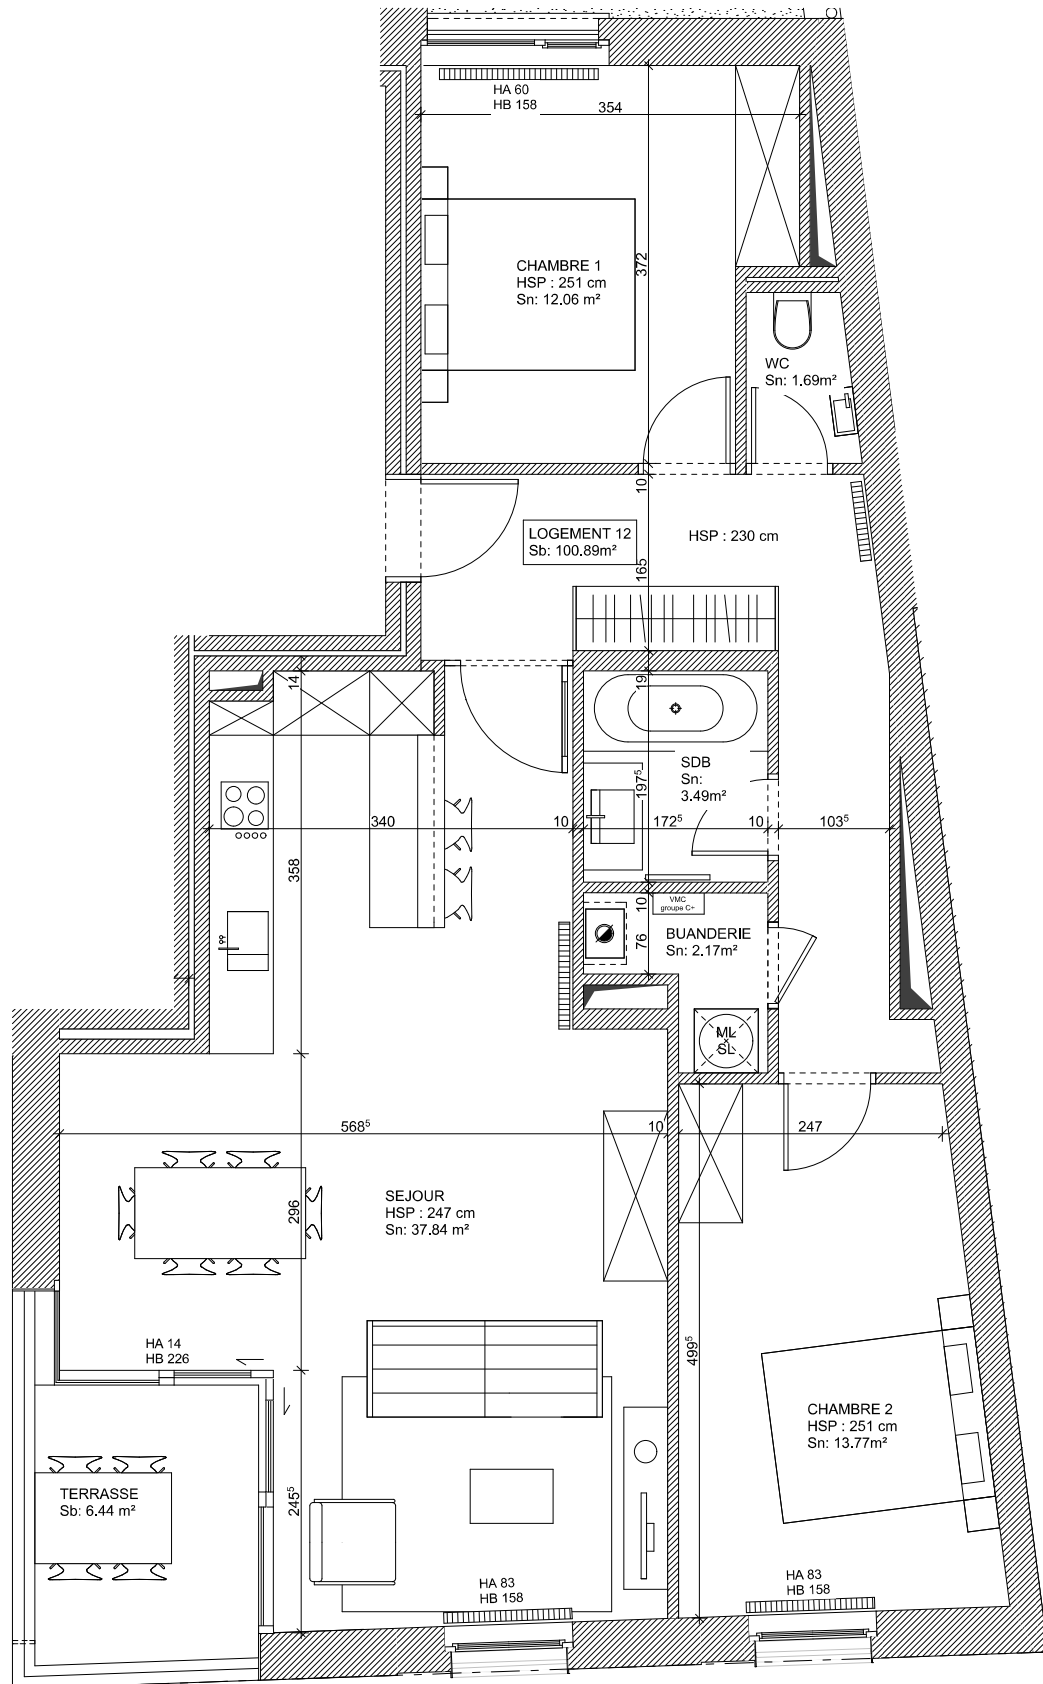 HA 60
HB 158
354
CHAMBRE 1
HSP : 251 cm
Sn: 12.06 m²
372
WC
Sn: 1.69m²
10
LOGEMENT 12
Sb: 100.89m²
HSP : 230 cm
165
14
19
SDB
Sn:
3.49m²
197⁵
340
10
172⁵
10
103⁵
358
VMC
groupe C+
10
BUANDERIE
Sn: 2.17m²
76
ML
SL
568⁵
10
247
SEJOUR
HSP : 247 cm
Sn: 37.84 m²
296
HA 14
HB 226
499⁵
CHAMBRE 2
HSP : 251 cm
Sn: 13.77m²
TERRASSE
Sb: 6.44 m²
245⁵
HA 83
HB 158
HA 83
HB 158